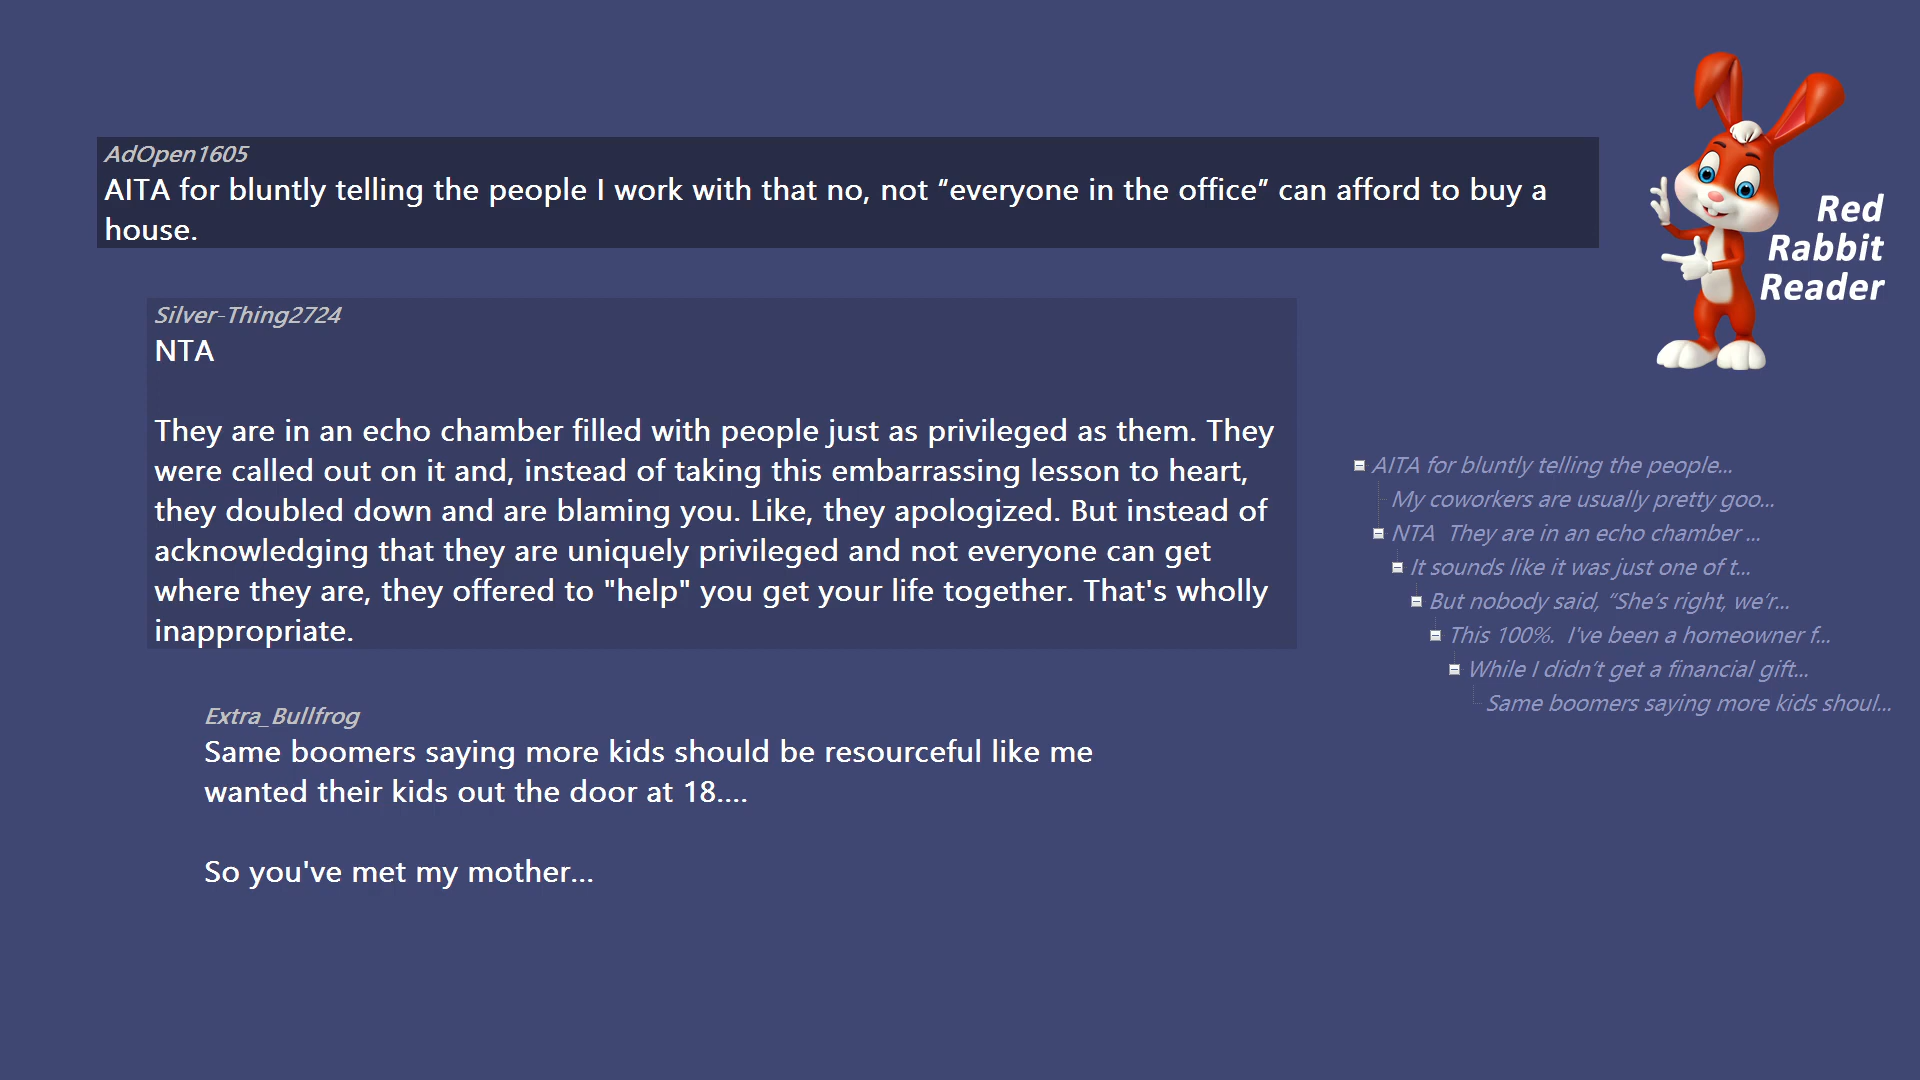 AdOpen1605
AITA for bluntly telling the people I work with that no, not “everyone in the office” can afford to buy a
house.
Silver-Thing2724
NTA
They are in an echo chamber filled with people just as privileged as them. They
were called out on it and, instead of taking this embarrassing lesson to heart,
they doubled down and are blaming you. Like, they apologized. But instead of
acknowledging that they are uniquely privileged and not everyone can get
where they are, they offered to "help" you get your life together. That's wholly
inappropriate.
Extra_Bullfrog
Same boomers saying more kids should be resourceful like me
wanted their kids out the door at 18....
So you've met my mother...
Red
Rabbit
Reader
AITA for bluntly telling the people...
My coworkers are usually pretty goo...
NTA  They are in an echo chamber ...
It sounds like it was just one of t...
But nobody said, “She’s right, we’r...
This 100%.  I've been a homeowner f...
While I didn’t get a financial gift...
Same boomers saying more kids shoul...